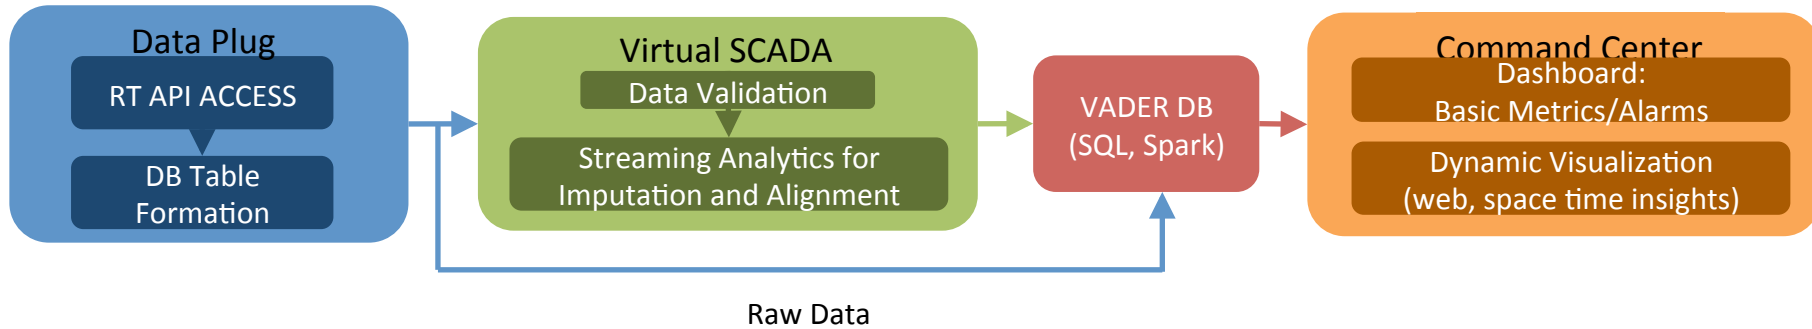 Data Plug
RT API ACCESS
DB Table
Formation
Virtual SCADA
Data Validation
Streaming Analytics for
Imputation and Alignment
VADER DB
(SQL, Spark)
Command Center
Dashboard:
Basic Metrics/Alarms
Dynamic Visualization
(web, space time insights)
Raw Data